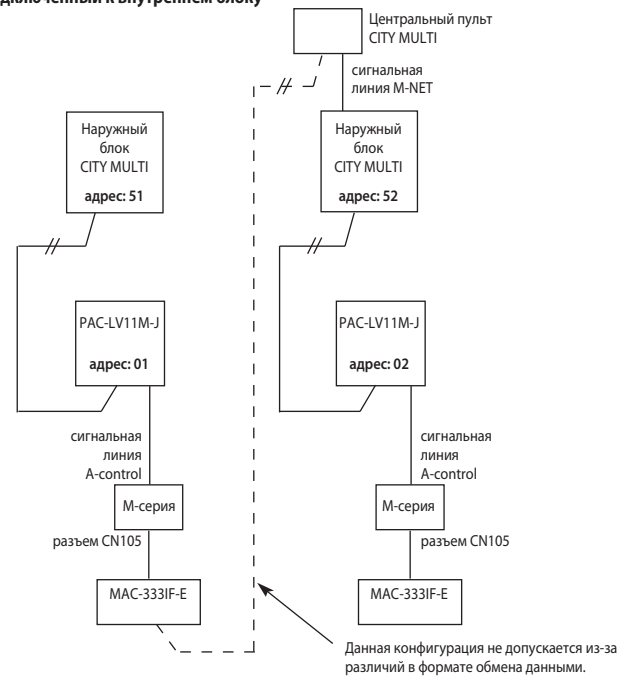 дключенный к внутреннем блоку
Центральный пульт
CITY MULTI
сигнальная
линия M-NET
Наружный
блок
CITY MULTI
адрес: 51
Наружный
блок
CITY MULTI
адрес: 52
PAC-LV11M-J
адрес: 01
PAC-LV11M-J
адрес: 02
сигнальная
линия
A-control
сигнальная
линия
A-control
М-серия
М-серия
разъем CN105
разъем CN105
MAC-333IF-E
MAC-333IF-E
Данная конфигурация не допускается из-за
различий в формате обмена данными.